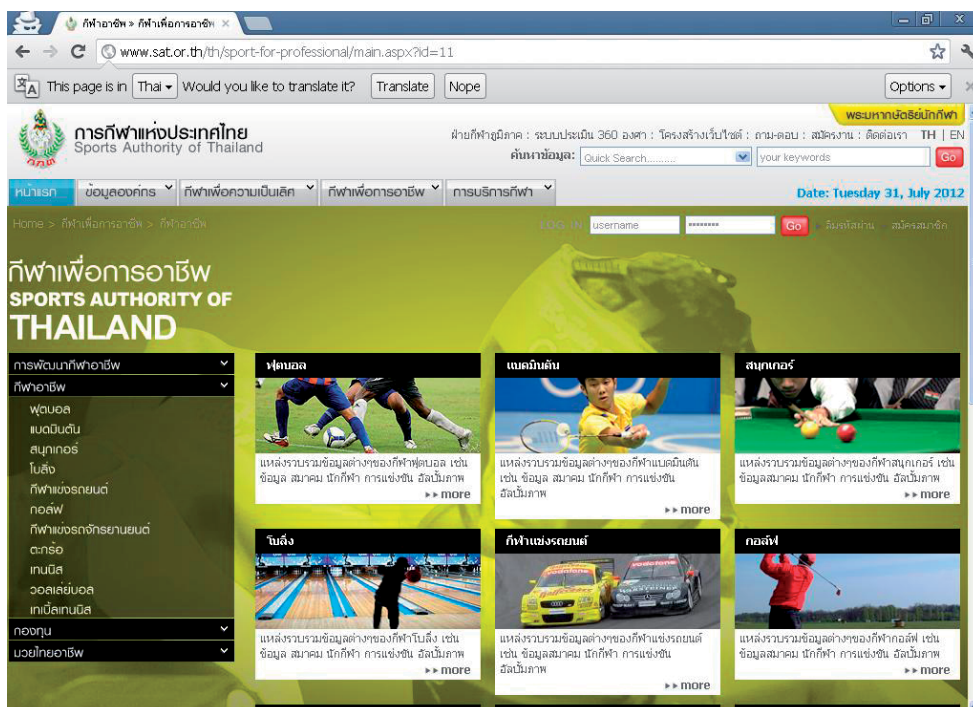 กีฬาอาชีพ » กีฬาเพื่อการอาชีพ
www.sat.or.th/th/sport-for-professional/main.aspx?id=11
This page is in Thai Would you like to translate it? Translate Nope Options
พระมหากษัตริย์นักกีฬา
การกีฬาแห่งประเทศไทย
Sports Authority of Thailand
กกท
ฝ่ายกีฬาภูมิภาค : ระบบประเมิน 360 องศา : โครงสร้างเว็บไซต์ : ถาม-ตอบ : สมัครงาน : ติดต่อเรา TH | EN
ค้นหาข้อมูล: Quick Search.......... your keywords Go
หน้าแรก ข้อมูลองค์กร กีฬาเพื่อความเป็นเลิศ กีฬาเพื่อการอาชีพ การบริการกีฬา Date: Tuesday 31, July 2012
Home > กีฬาเพื่อการอาชีพ > กีฬาอาชีพ
LOG-IN username ******** Go ลืมรหัสผ่าน สมัครสมาชิก
กีฬาเพื่อการอาชีพ
SPORTS AUTHORITY OF
THAILAND
การพัฒนากีฬาอาชีพ
กีฬาอาชีพ
ฟุตบอล
แบดมินตัน
สนุกเกอร์
โบลิ่ง
กีฬาแข่งรถยนต์
กอล์ฟ
กีฬาแข่งรถจักรยานยนต์
ตะกร้อ
เทนนิส
วอลเลย์บอล
เทเบิ้ลเทนนิส
กองทุน
มวยไทยอาชีพ
ฟุตบอล
แหล่งรวบรวมข้อมูลต่างๆของกีฬาฟุตบอล เช่น
ข้อมูล สมาคม นักกีฬา การแข่งขัน อัลบั้มภาพ
more
แบดมินตัน
แหล่งรวบรวมข้อมูลต่างๆของกีฬาแบดมินตัน
เช่น ข้อมูล สมาคม นักกีฬา การแข่งขัน
อัลบั้มภาพ
more
สนุกเกอร์
แหล่งรวบรวมข้อมูลต่างๆของกีฬาสนุกเกอร์ เช่น
ข้อมูลสมาคม นักกีฬา การแข่งขัน อัลบั้มภาพ
more
โบลิ่ง
แหล่งรวบรวมข้อมูลต่างๆของกีฬาโบลิ่ง เช่น
ข้อมูล สมาคม นักกีฬา การแข่งขัน อัลบั้มภาพ
more
กีฬาแข่งรถยนต์
vodafone
แหล่งรวบรวมข้อมูลต่างๆของกีฬาแข่งรถยนต์
เช่น ข้อมูลสมาคม นักกีฬา การแข่งขัน
อัลบั้มภาพ
more
กอล์ฟ
แหล่งรวบรวมข้อมูลต่างๆของกีฬากอล์ฟ เช่น
ข้อมูลสมาคม นักกีฬา การแข่งขัน อัลบั้มภาพ
more